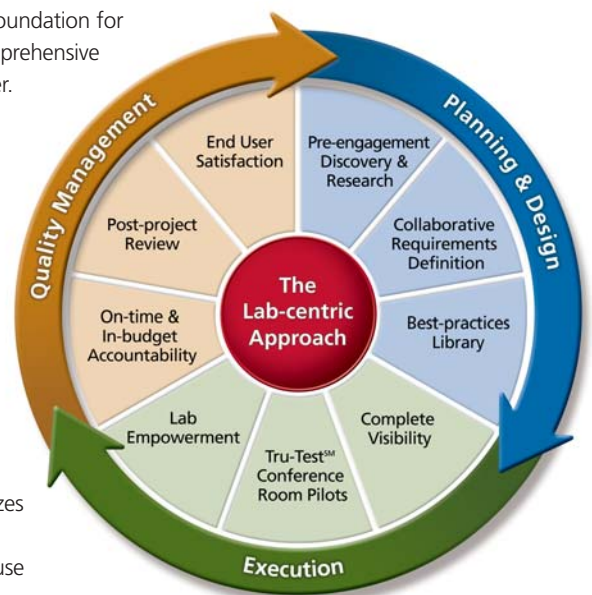 oundation for
prehensive
er.
zes
use
Quality Management
Planning & Design
Execution
The
Lab-centric
Approach
Pre-engagement
Discovery &
Research
Collaborative
Requirements
Definition
Best-practices
Library
Complete
Visibility
Tru-Test℠
Conference
Room Pilots
Lab
Empowerment
On-time &
In-budget
Accountability
Post-project
Review
End User
Satisfaction